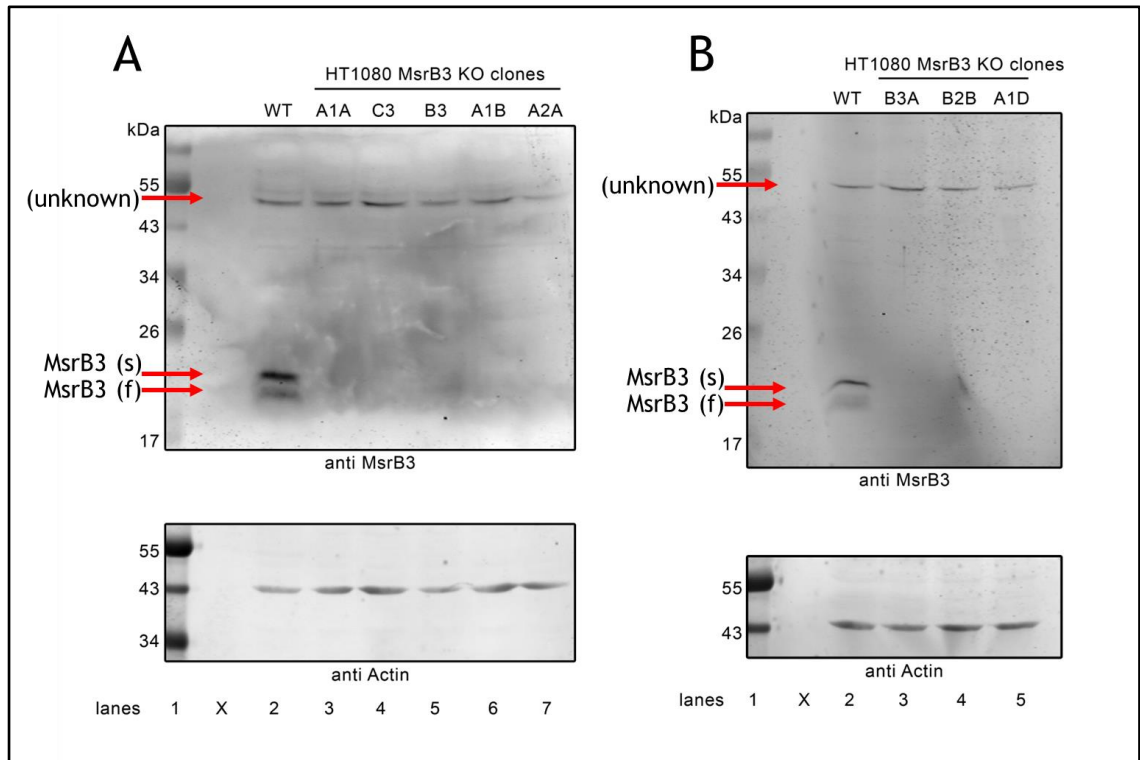 A
HT1080 MsrB3 KO clones
WT A1A C3 B3 A1B A2A
kDa
55
(unknown)
43
34
26
MsrB3 (s)
MsrB3 (f)
17
anti MsrB3
55
43
34
anti Actin
lanes 1 X 2 3 4 5 6 7
B
HT1080 MsrB3 KO clones
WT B3A B2B A1D
kDa
55
(unknown)
43
34
26
MsrB3 (s)
MsrB3 (f)
17
anti MsrB3
55
43
anti Actin
lanes 1 X 2 3 4 5